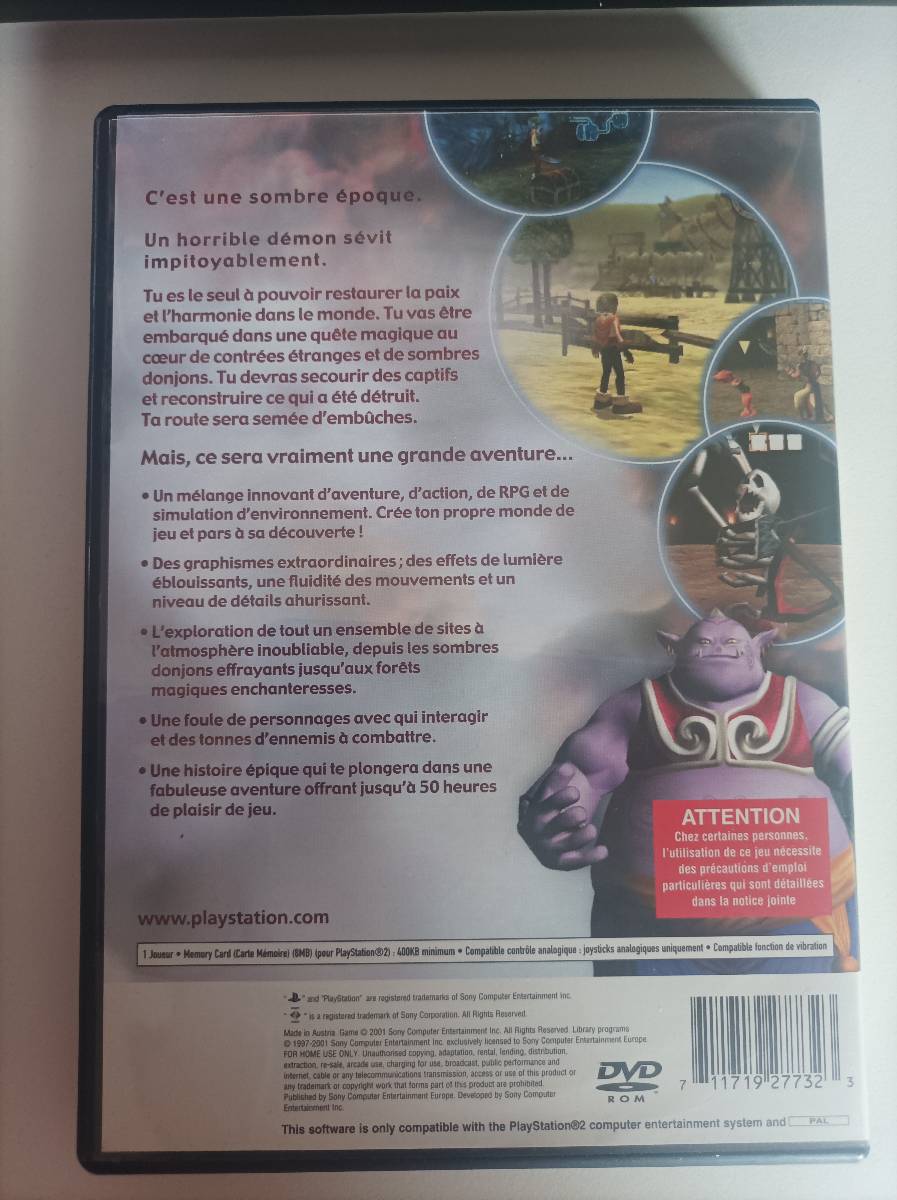 C'est une sombre époque.
Un horrible démon sévit
impitoyablement.
Tu es le seul à pouvoir restaurer la paix
et l'harmonie dans le monde. Tu vas être
embarqué dans une quête magique au
cœur de contrées étranges et de sombres
donjons. Tu devras secourir des captifs
et reconstruire ce qui a été détruit.
Ta route sera semée d'embûches.
Mais, ce sera vraiment une grande aventure...
• Un mélange innovant d'aventure, d'action, de RPG et de
simulation d'environnement. Crée ton propre monde de
jeu et pars à sa découverte !
• Des graphismes extraordinaires ; des effets de lumière
éblouissants, une fluidité des mouvements et un
niveau de détails ahurissant.
• L'exploration de tout un ensemble de sites à
l'atmosphère inoubliable, depuis les sombres
donjons effrayants jusqu'aux forêts
magiques enchanteresses.
• Une foule de personnages avec qui interagir
et des tonnes d'ennemis à combattre.
• Une histoire épique qui te plongera dans une
fabuleuse aventure offrant jusqu'à 50 heures
de plaisir de jeu.
ATTENTION
Chez certaines personnes,
l'utilisation de ce jeu nécessite
des précautions d'emploi
particulières qui sont détaillées
dans la notice jointe
www.playstation.com
1 Joueur • Memory Card (Carte Mémoire) (8MB) (pour PlayStation®2) : 400KB minimum • Compatible contrôle analogique : joysticks analogiques uniquement • Compatible fonction de vibration
" " and "PlayStation" are registered trademarks of Sony Computer Entertainment Inc.
" " is a registered trademark of Sony Corporation. All Rights Reserved.
Made in Austria. Game © 2001 Sony Computer Entertainment Inc. All Rights Reserved. Library programs
© 1997-2001 Sony Computer Entertainment Inc. exclusively licensed to Sony Computer Entertainment Europe.
FOR HOME USE ONLY. Unauthorised copying, adaptation, rental, lending, distribution,
extraction, re-sale, arcade use, charging for use, broadcast, public performance and
internet, cable or any telecommunications transmission, access or use of this product or
any trademark or copyright work that forms part of this product are prohibited.
Published by Sony Computer Entertainment Europe. Developed by Sony Computer
Entertainment Inc.
DVD
ROM
7 11719 27732 3
This software is only compatible with the PlayStation®2 computer entertainment system and PAL